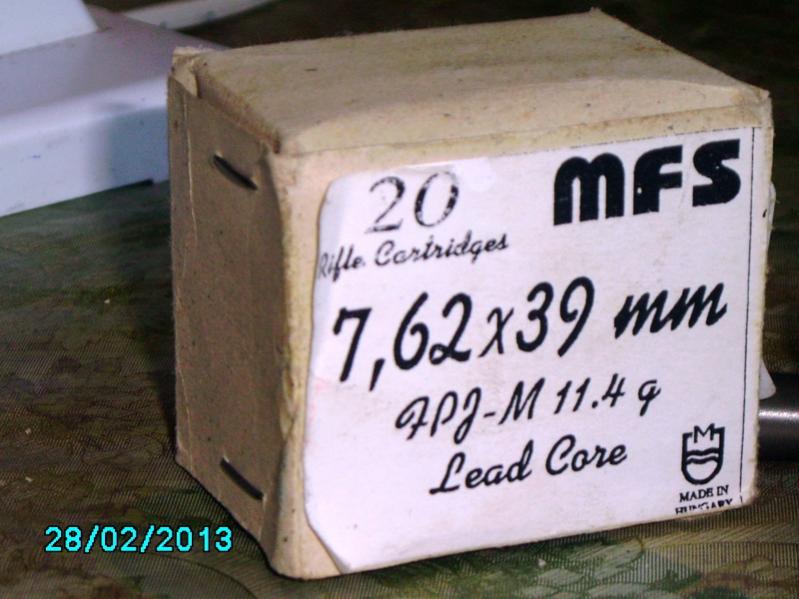 20
MFS
Rifle Cartridges
7,62x39 mm
FPJ-M 11.4 g
Lead Core
M
MADE IN
HUNGARY
28/02/2013